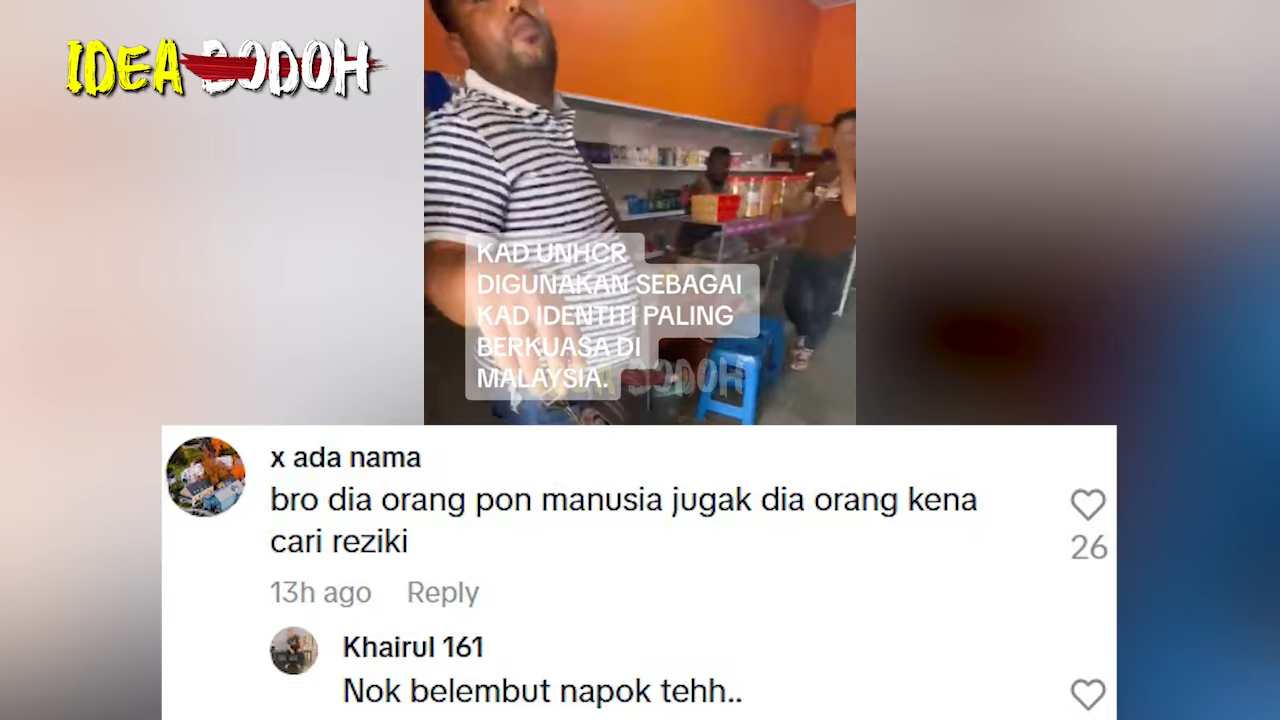 IDEA BODOH
KAD UNHCR
DIGUNAKAN SEBAGAI
KAD IDENTITI PALING
BERKUASA DI
MALAYSIA.
BODOH
x ada nama
bro dia orang pon manusia jugak dia orang kena
cari reziki
26
13h ago Reply
Khairul 161
Nok belembut napok tehh..